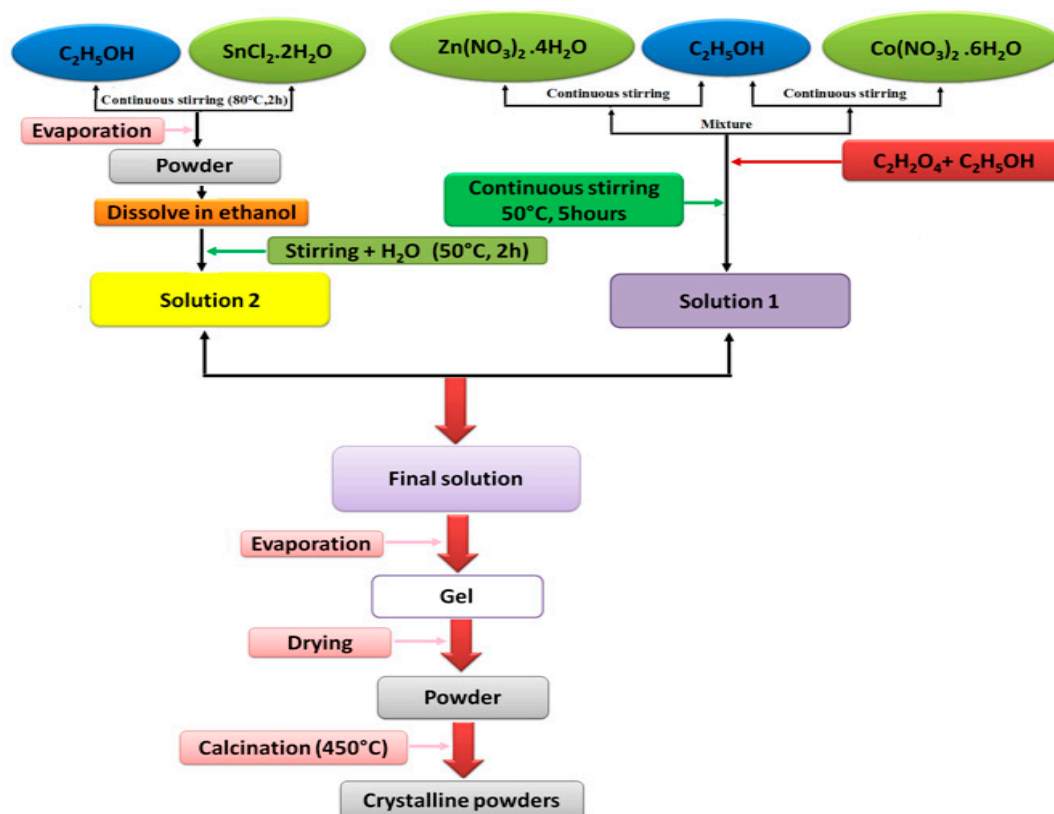 C₂H₅OH
SnCl₂.2H₂O
Zn(NO₃)₂ .4H₂O
C₂H₅OH
Co(NO₃)₂ .6H₂O
Continuous stirring (80°C,2h)
Continuous stirring
Continuous stirring
Evaporation
Mixture
Powder
C₂H₂O₄+ C₂H₅OH
Continuous stirring
50°C, 5hours
Dissolve in ethanol
Stirring + H₂O (50°C, 2h)
Solution 2
Solution 1
Final solution
Evaporation
Gel
Drying
Powder
Calcination (450°C)
Crystalline powders